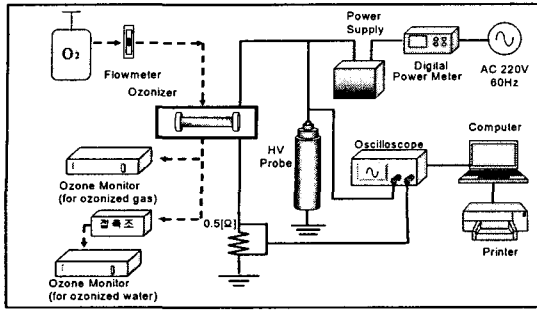 O₂
Flowmeter
Ozonizer
Power
Supply
Digital
Power Meter
AC 220V
60Hz
HV
Probe
Oscilloscope
Computer
Printer
Ozone Monitor
(for ozonized gas)
0.5[Ω]
접촉조
Ozone Monitor
(for ozonized water)